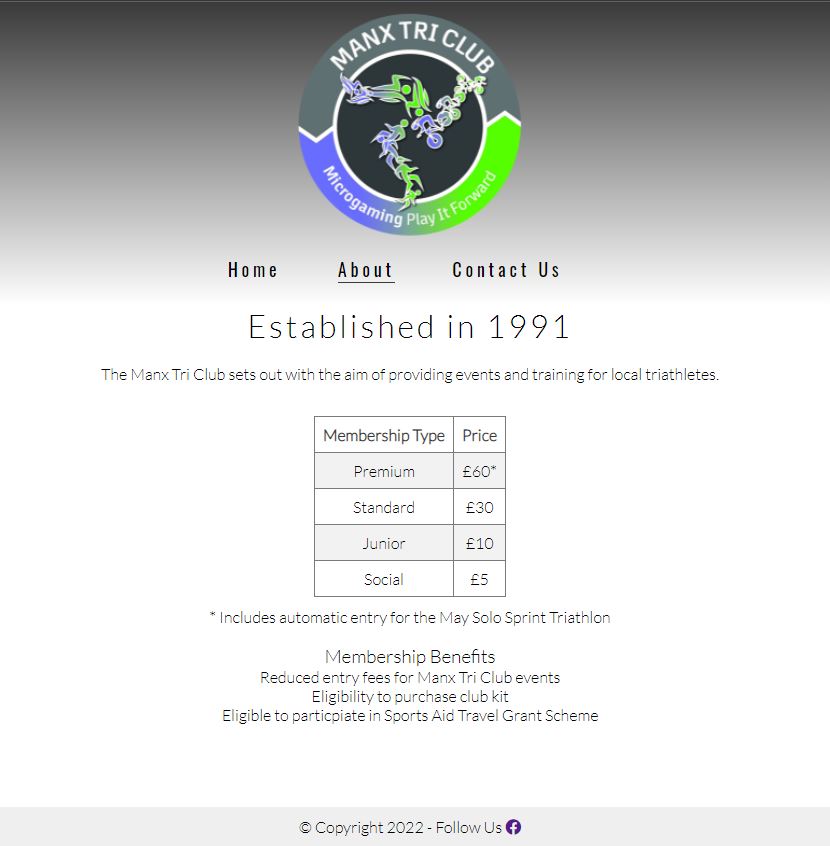 MANX TRI CLUB
Microgaming Play It Forward
Home About Contact Us
Established in 1991
The Manx Tri Club sets out with the aim of providing events and training for local triathletes.
Membership Type Price
Premium £60*
Standard £30
Junior £10
Social £5
* Includes automatic entry for the May Solo Sprint Triathlon
Membership Benefits
Reduced entry fees for Manx Tri Club events
Eligibility to purchase club kit
Eligible to particpiate in Sports Aid Travel Grant Scheme
© Copyright 2022 - Follow Us